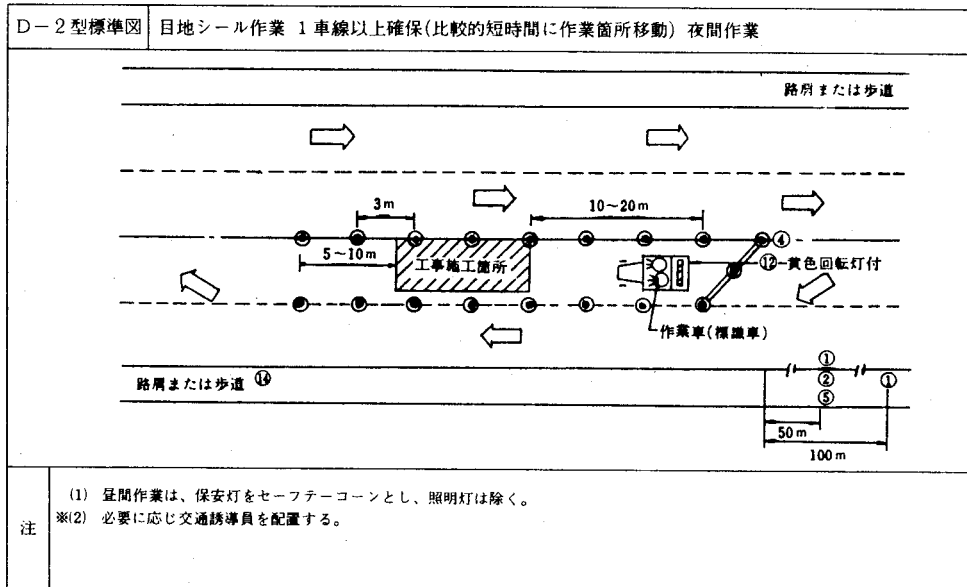 D-2型標準図 目地シール作業 1車線以上確保(比較的短時間に作業箇所移動) 夜間作業
路肩または歩道
3m
10~20m
④
5~10m
工事施工箇所
⑫-黄色回転灯付
作業車(標識車)
路肩または歩道 ⑭
①
② ①
⑤
50m
100m
注
(1) 昼間作業は、保安灯をセーフテーコーンとし、照明灯は除く。
※(2) 必要に応じ交通誘導員を配置する。